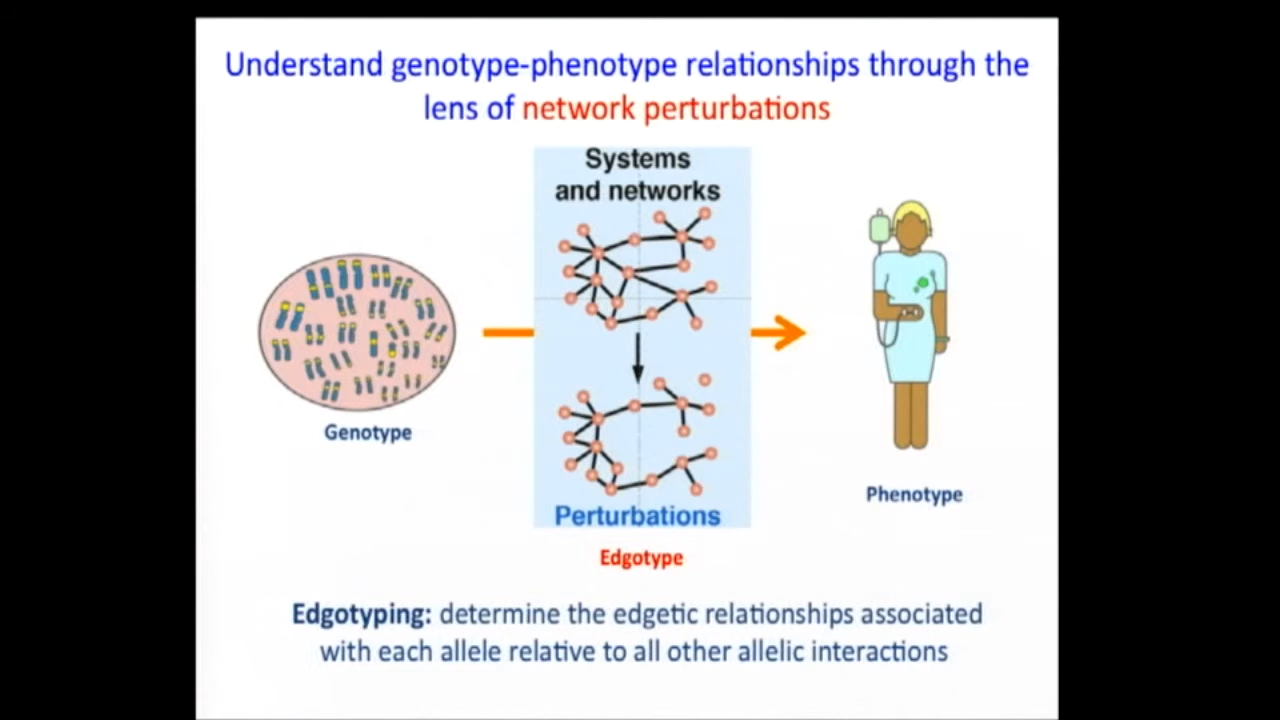 Understand genotype-phenotype relationships through the
lens of network perturbations
Systems
and networks
Genotype
Phenotype
Perturbations
Edgotype
Edgotyping: determine the edgetic relationships associated
with each allele relative to all other allelic interactions